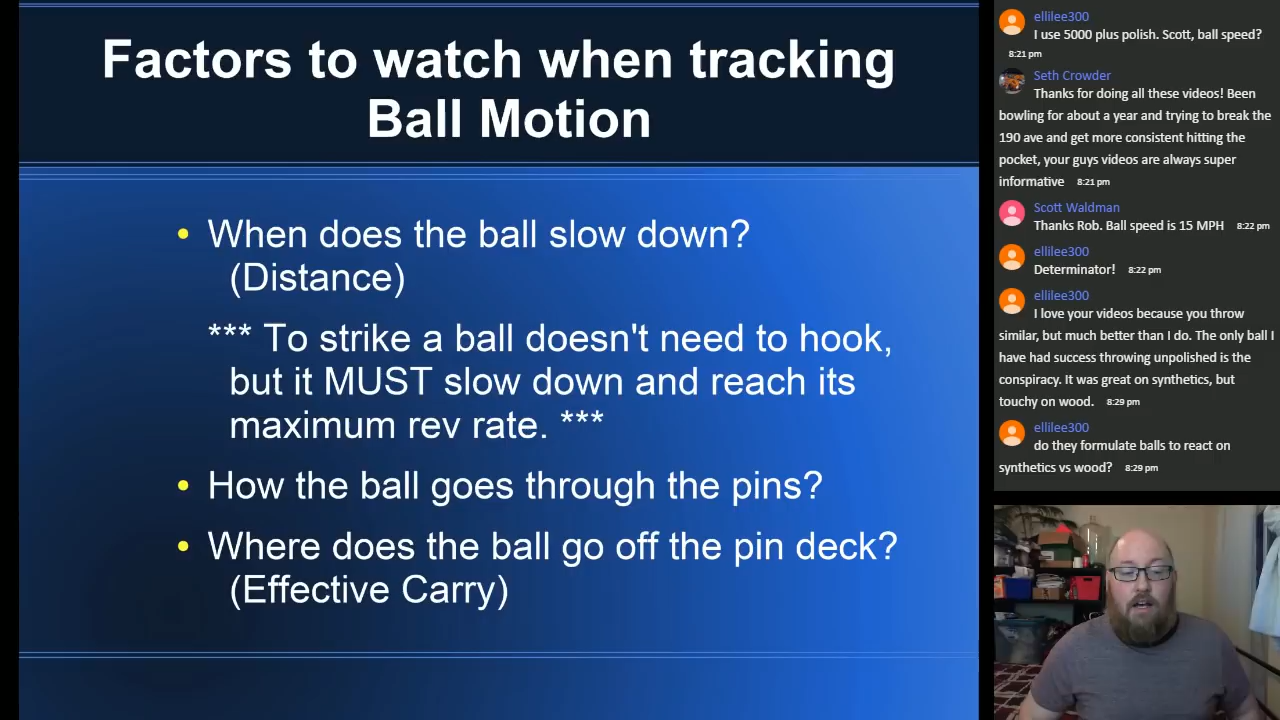 Factors to watch when tracking
Ball Motion
• When does the ball slow down?
(Distance)
*** To strike a ball doesn't need to hook,
but it MUST slow down and reach its
maximum rev rate. ***
• How the ball goes through the pins?
• Where does the ball go off the pin deck?
(Effective Carry)
ellilee300
I use 5000 plus polish. Scott, ball speed?
8:21 pm
Seth Crowder
Thanks for doing all these videos! Been
bowling for about a year and trying to break the
190 ave and get more consistent hitting the
pocket, your guys videos are always super
informative 8:21 pm
Scott Waldman
Thanks Rob. Ball speed is 15 MPH 8:22 pm
ellilee300
Determinator! 8:22 pm
ellilee300
I love your videos because you throw
similar, but much better than I do. The only ball I
have had success throwing unpolished is the
conspiracy. It was great on synthetics, but
touchy on wood. 8:29 pm
ellilee300
do they formulate balls to react on
synthetics vs wood? 8:29 pm